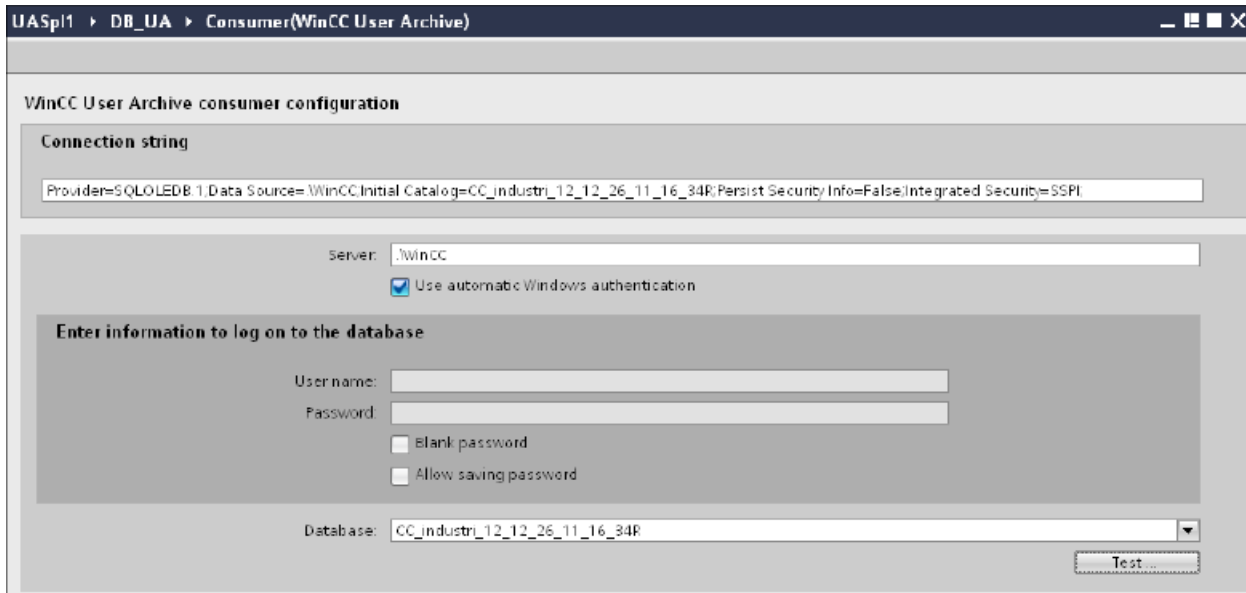 UASpl1 ▸ DB_UA ▸ Consumer(WinCC User Archive)
WinCC User Archive consumer configuration
Connection string
Provider=SQLOLEDB.1;Data Source=.\WinCC;Initial Catalog=CC_industri_12_12_26_11_16_34R;Persist Security Info=False;Integrated Security=SSPI;
Server: .\WinCC
Use automatic Windows authentication
Enter information to log on to the database
User name:
Password:
Blank password
Allow saving password
Database: CC_industri_12_12_26_11_16_34R
Test ...